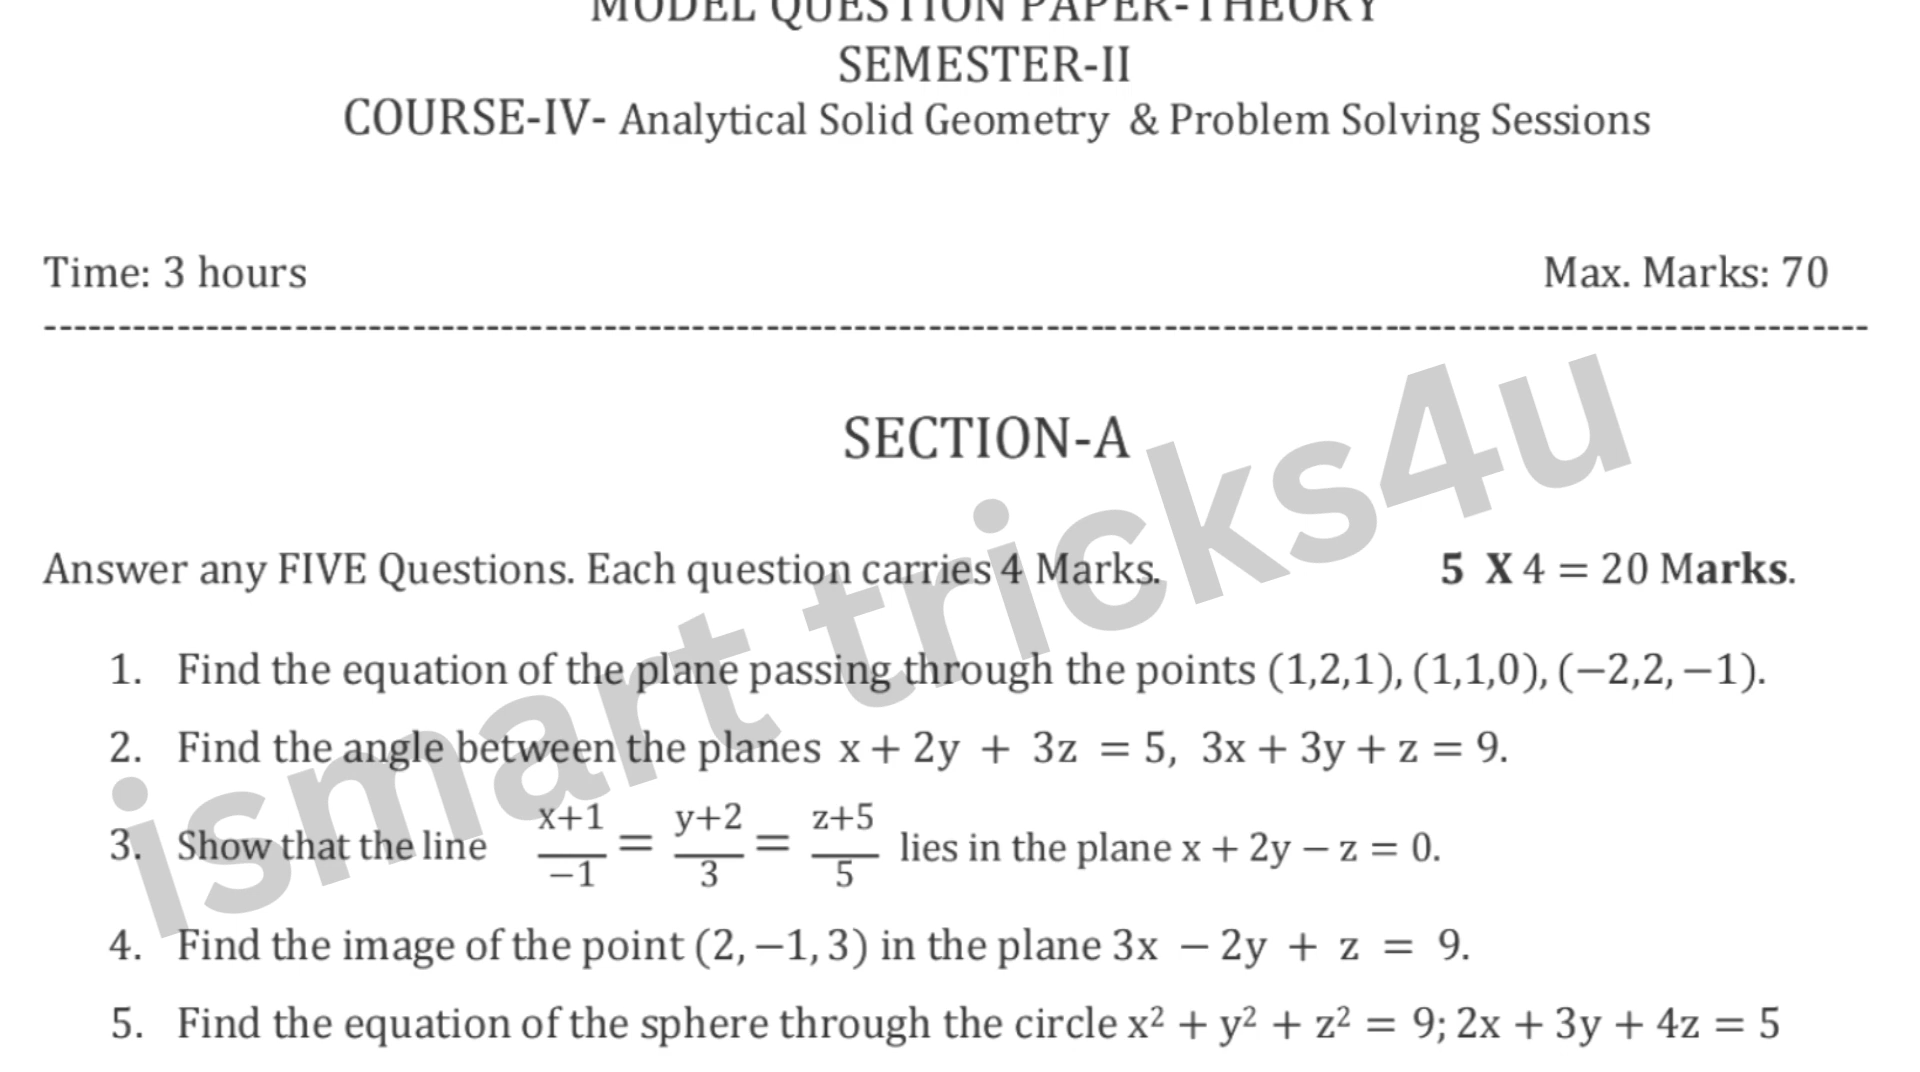 MODEL QUESTION PAPER-THEORY
SEMESTER-II
COURSE-IV- Analytical Solid Geometry & Problem Solving Sessions
Time: 3 hours Max. Marks: 70
SECTION-A
Answer any FIVE Questions. Each question carries 4 Marks. 5 X 4 = 20 Marks.
1. Find the equation of the plane passing through the points (1,2,1), (1,1,0), (−2,2, −1).
2. Find the angle between the planes x + 2y + 3z = 5, 3x + 3y + z = 9.
3. Show that the line x+1/−1 = y+2/3 = z+5/5 lies in the plane x + 2y − z = 0.
4. Find the image of the point (2, −1, 3) in the plane 3x − 2y + z = 9.
5. Find the equation of the sphere through the circle x² + y² + z² = 9; 2x + 3y + 4z = 5
ismart tricks4u